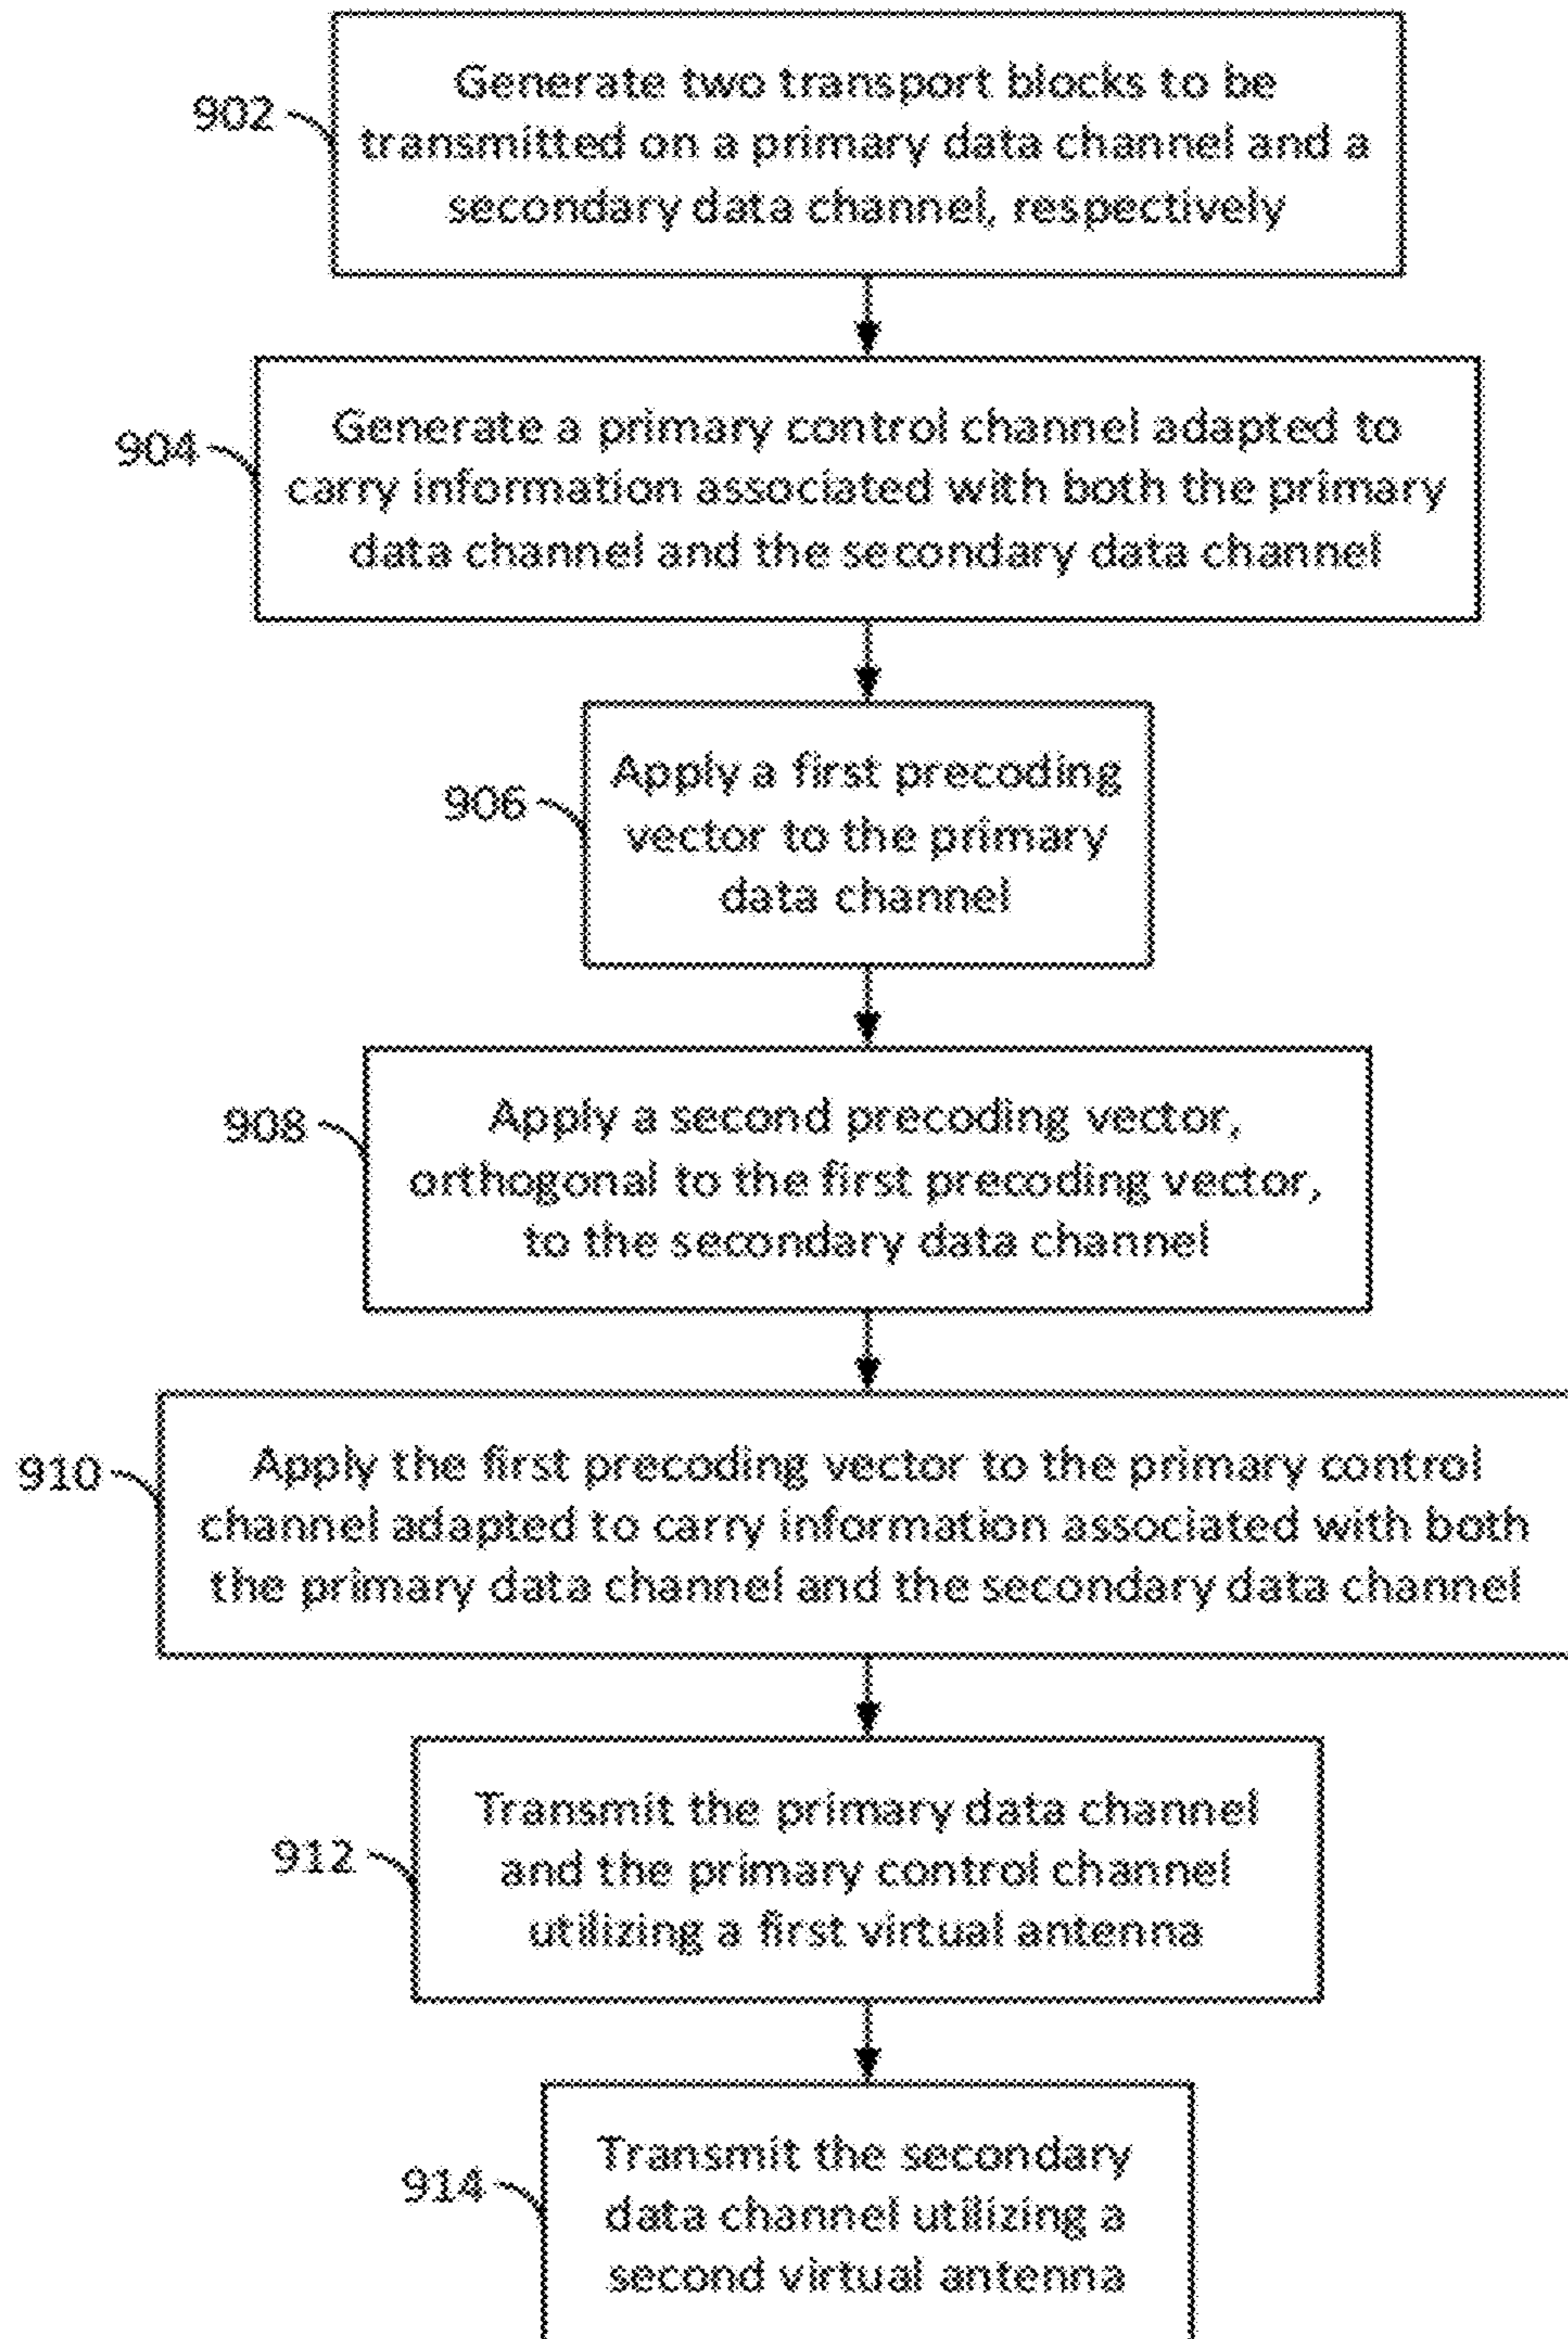 902
Generate two transport blocks to be
transmitted on a primary data channel and a
secondary data channel, respectively
904
Generate a primary control channel adapted to
carry information associated with both the primary
data channel and the secondary data channel
906
Apply a first precoding
vector to the primary
data channel
908
Apply a second precoding vector,
orthogonal to the first precoding vector,
to the secondary data channel
910
Apply the first precoding vector to the primary control
channel adapted to carry information associated with both
the primary data channel and the secondary data channel
912
Transmit the primary data channel
and the primary control channel
utilizing a first virtual antenna
914
Transmit the secondary
data channel utilizing a
second virtual antenna